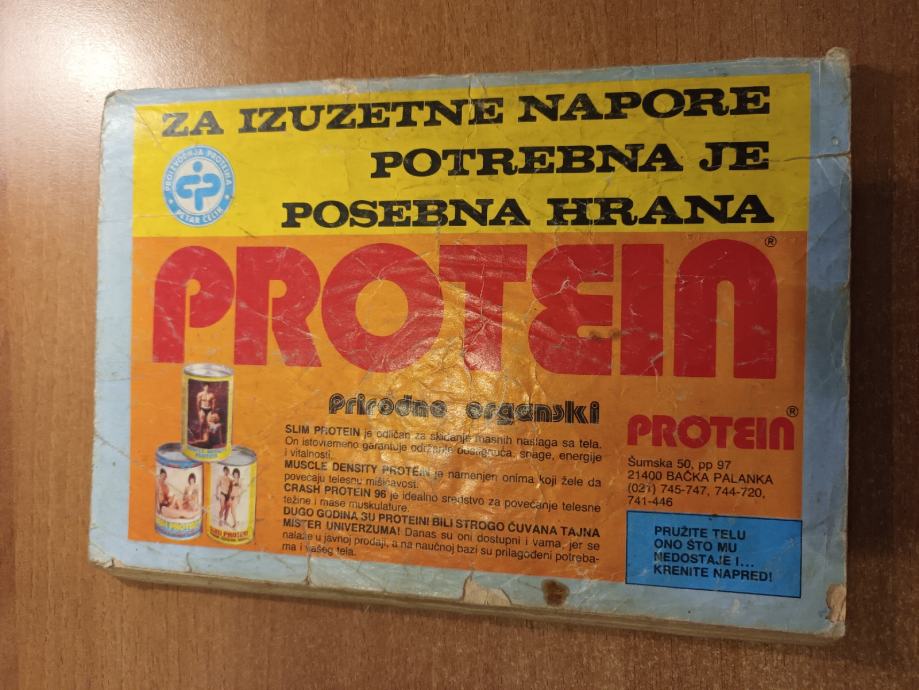 ZA IZUZETNE NAPORE
POTREBNA JE
POSEBNA HRANA
PROIZVODNJA PROTEINA
PETAR ČELIK
PROTEIN®
prirodno organski
SLIM PROTEIN je odličan za skidanje masnih naslaga sa tela.
On istovremeno garantuje održanje obstignuća, snage, energije
i vitalnosti.
MUSCLE DENSITY PROTEIN je namenjen onima koji žele da
povećaju telesnu mišićavost.
CRASH PROTEIN 96 je idealno sredstvo za povećanje telesne
težine i mase muskulature.
DUGO GODINA SU PROTEINI BILI STROGO ČUVANA TAJNA
MISTER UNIVERZUMA! Danas su oni dostupni i vama, jer se
nalaze u javnoj prodaji, a na naučnoj bazi su prilagođeni potreba-
ma i vašeg tela.
PROTEIN®
Šumska 50, pp 97
21400 BAČKA PALANKA
(021) 745-747, 744-720,
741-446
PRUŽITE TELU
ONO ŠTO MU
NEDOSTAJE I...
KRENITE NAPRED!